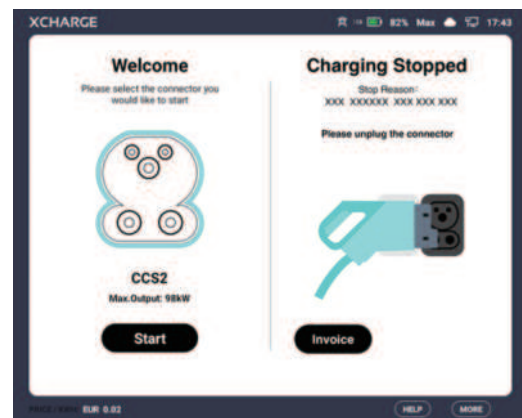 XCHARGE
82% Max 17:43
Welcome
Please select the connector you
would like to start
CCS2
Max.Output: 98kW
Start
Charging Stopped
Stop Reason:
XXX XXXXXX XXX XXX XXX
Please unplug the connector
Invoice
EUR 0.02
HELP
MORE